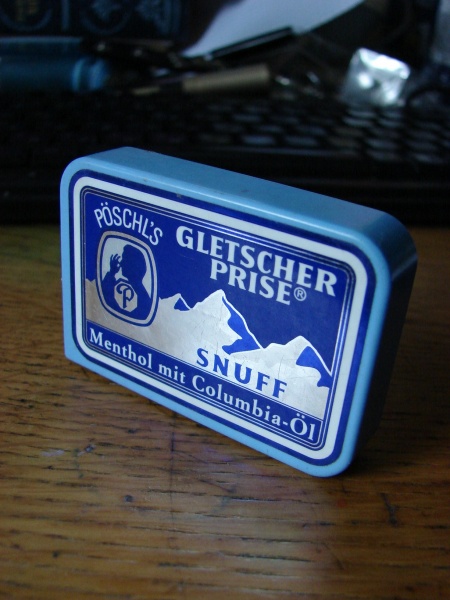 PÖSCHL'S
GLETSCHER
PRISE®
P
SNUFF
Menthol mit Columbia-Öl